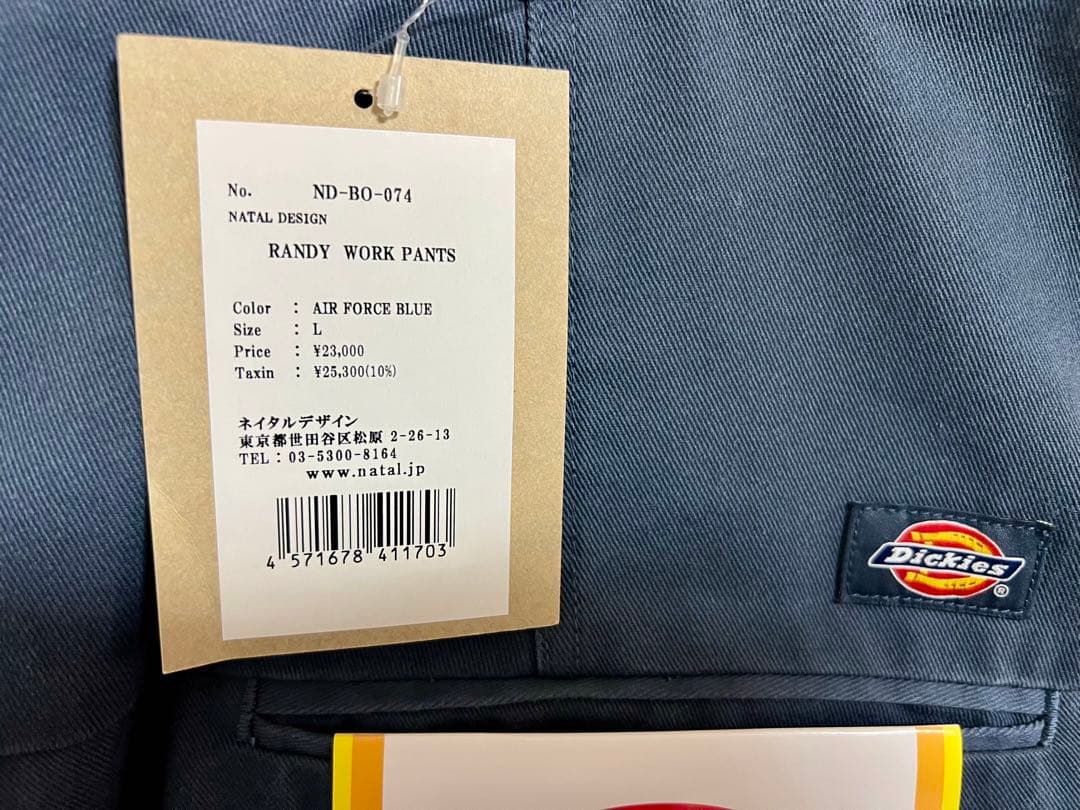 No. ND-BO-074
NATAL DESIGN
RANDY WORK PANTS
Color : AIR FORCE BLUE
Size : L
Price : ¥23,000
Taxin : ¥25,300(10%)
ネイタルデザイン
東京都世田谷区松原 2-26-13
TEL : 03-5300-8164
www.natal.jp
4 571678 411703
Dickies®